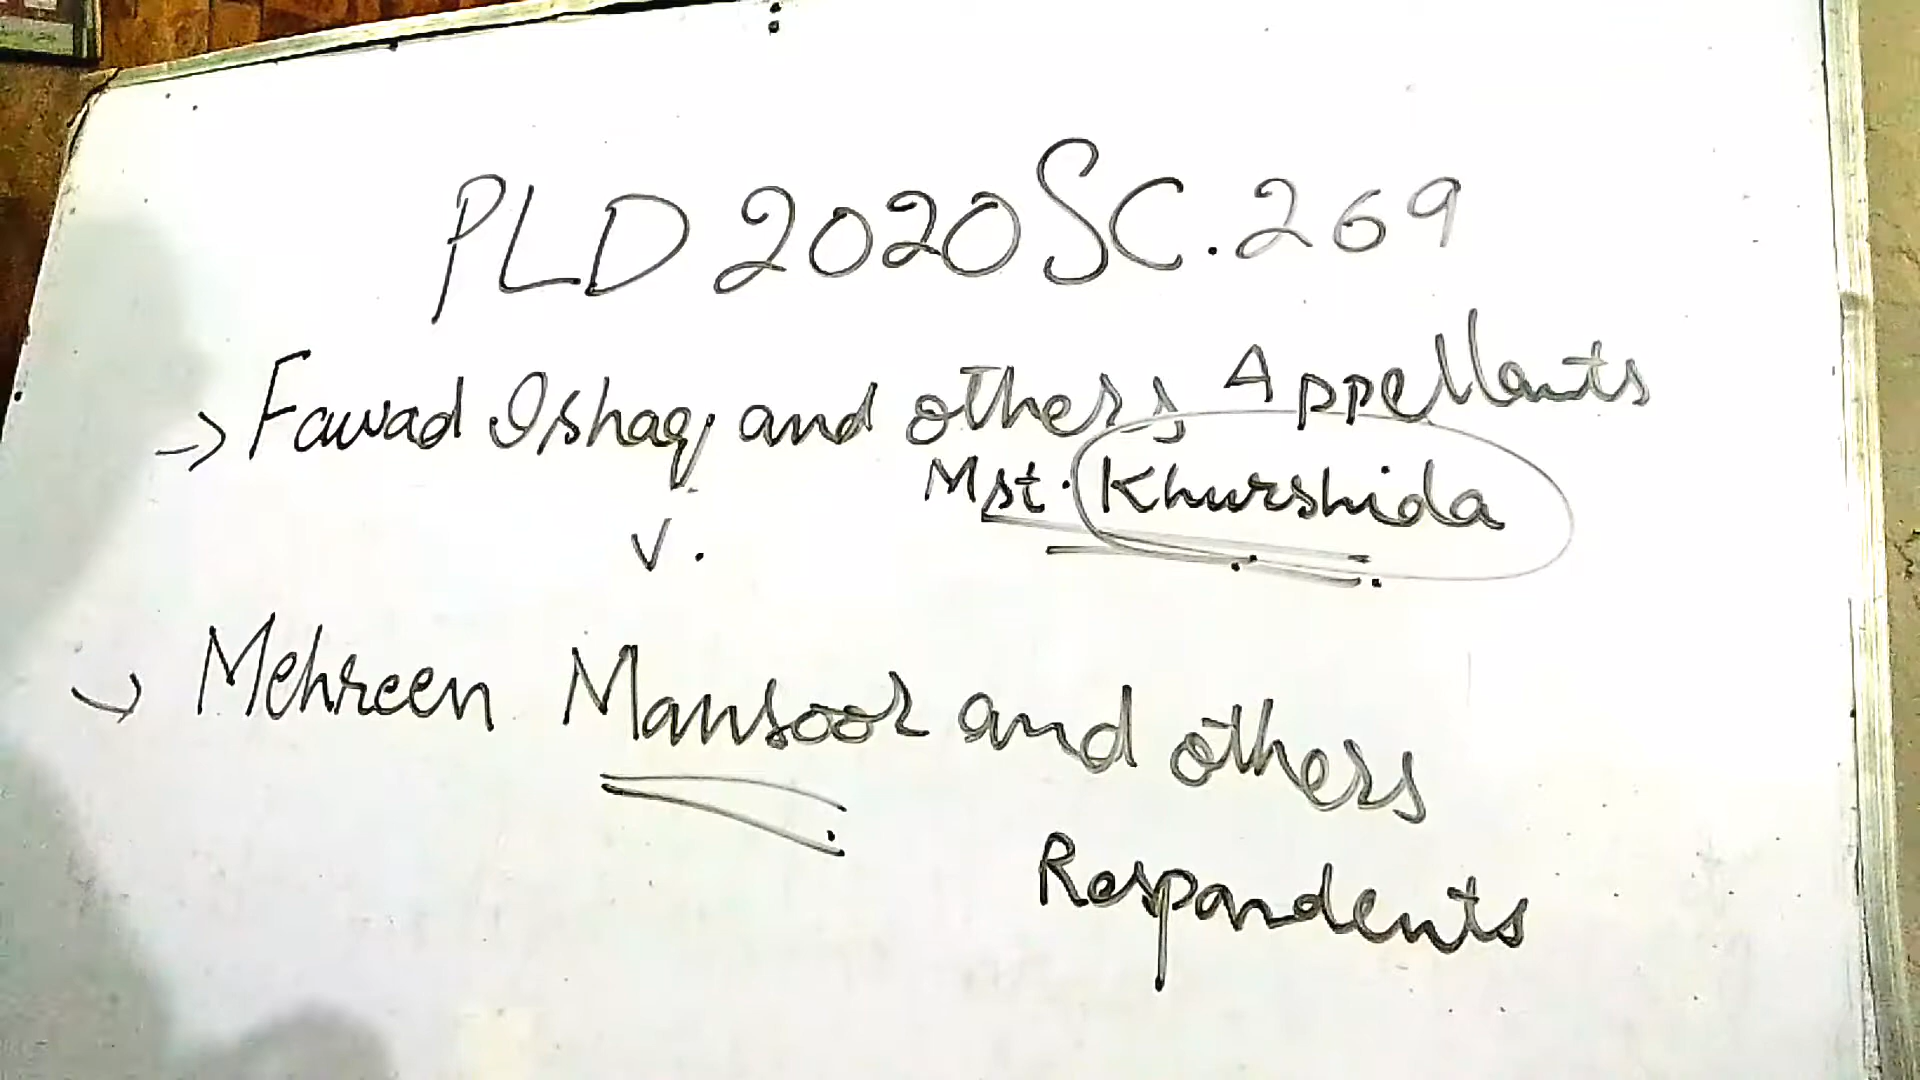 PLD 2020 SC. 269
→ Fawad Ishaq and others Appellants
Mst. Khurshida
V.
→ Mehreen Mansoor and others
Respondents